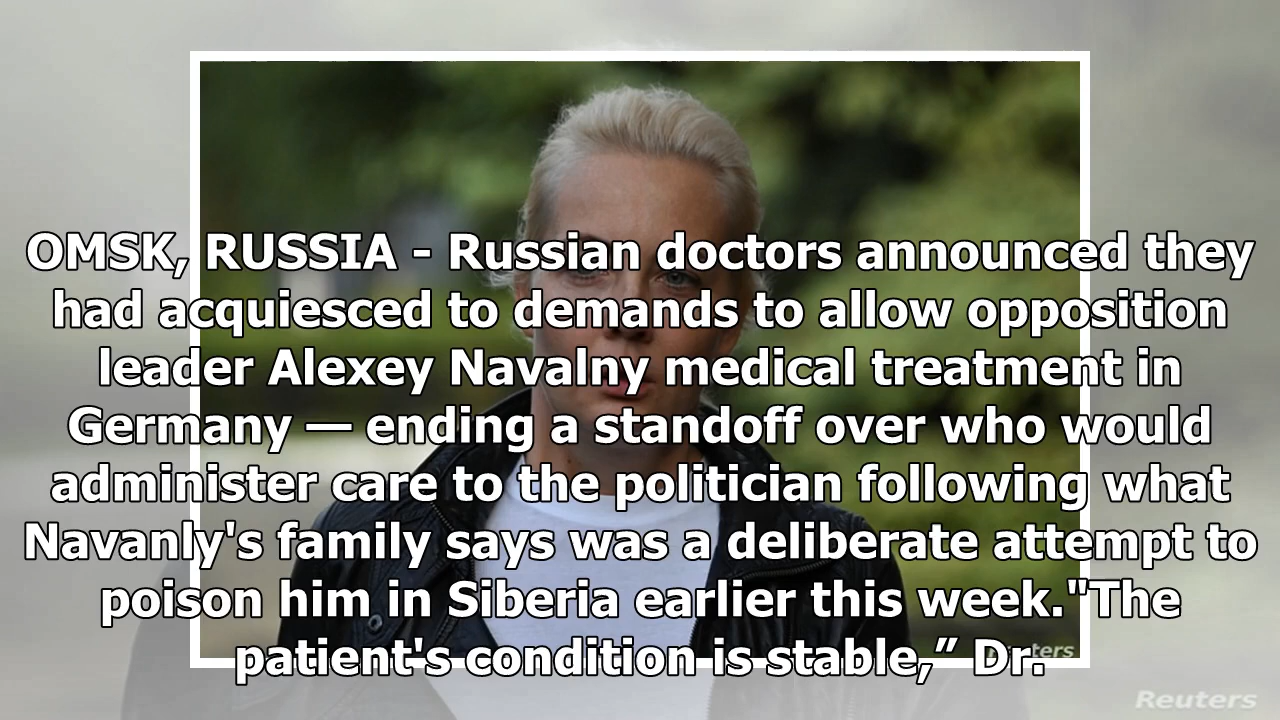 OMSK, RUSSIA - Russian doctors announced they
had acquiesced to demands to allow opposition
leader Alexey Navalny medical treatment in
Germany — ending a standoff over who would
administer care to the politician following what
Navanly's family says was a deliberate attempt to
poison him in Siberia earlier this week."The
patient's condition is stable,” Dr.
Reuters